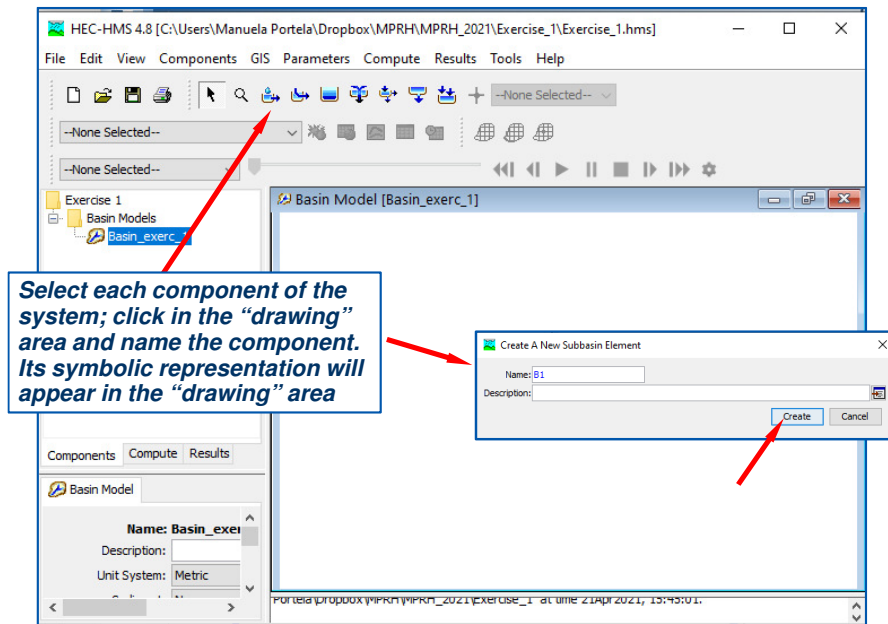 HEC-HMS 4.8 [C:\Users\Manuela Portela\Dropbox\MPRH\MPRH_2021\Exercise_1\Exercise_1.hms]
File Edit View Components GIS Parameters Compute Results Tools Help
--None Selected--
--None Selected--
--None Selected--
Exercise 1
Basin Models
Basin_exerc_1
Basin Model [Basin_exerc_1]
Select each component of the
system; click in the “drawing”
area and name the component.
Its symbolic representation will
appear in the “drawing” area
Create A New Subbasin Element
Name: B1
Description:
Create Cancel
Components Compute Results
Basin Model
Name: Basin_exer
Description:
Unit System: Metric
Portela\Dropbox\MPRH\MPRH_2021\Exercise_1" at time 21Apr2021, 15:45:01.